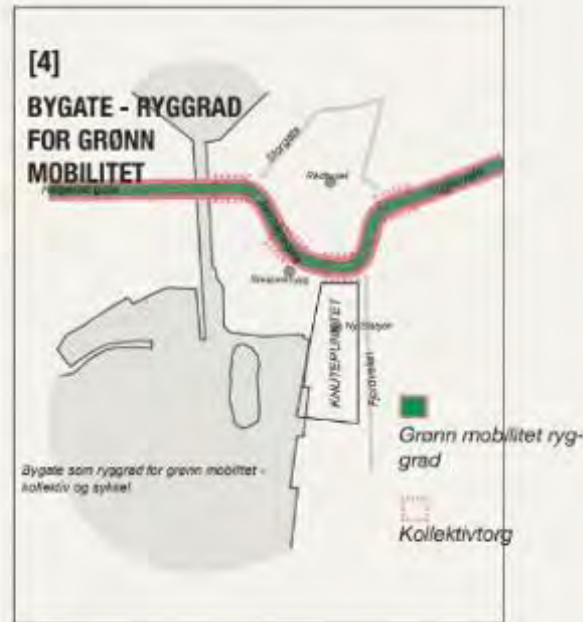 [4]
BYGATE - RYGGRAD
FOR GRØNN
MOBILITET
Storgata
Rådhuset
KNUTEPUNKTET
Ny Stasjon
Fjordveien
Grønn mobilitet ryg-
grad
Bygate som ryggrad for grønn mobilitet -
kollektiv og sykkel
Kollektivtorg